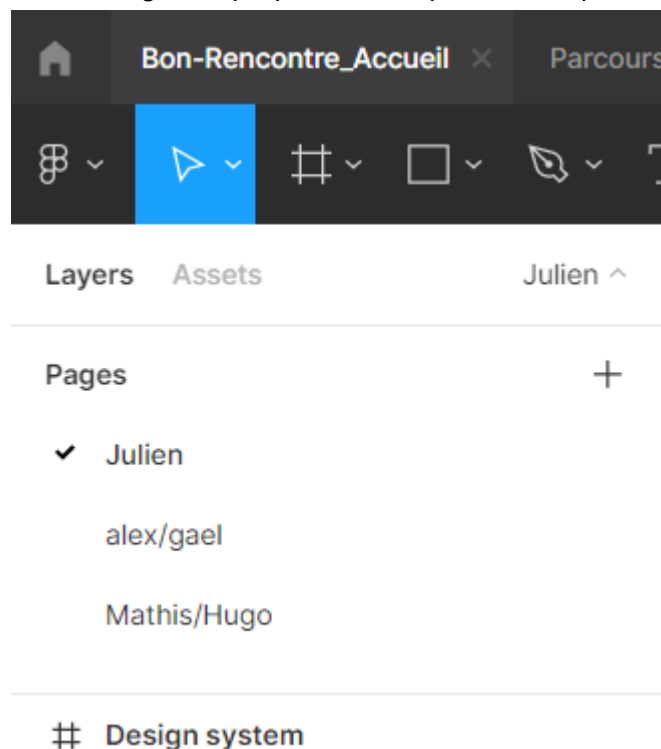 Bon-Rencontre_Accueil Parcours
Layers Assets Julien
Pages
Julien
alex/gael
Mathis/Hugo
Design system